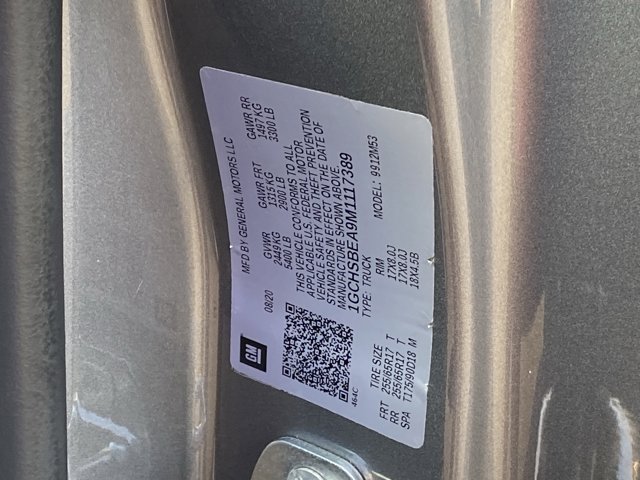 GM
MFD BY GENERAL MOTORS LLC
08/20 GVWR GAWR FRT GAWR RR
2449 KG 1315 KG 1497 KG
5400 LB 2900 LB 3300 LB
THIS VEHICLE CONFORMS TO ALL
APPLICABLE U.S. FEDERAL MOTOR
VEHICLE SAFETY AND THEFT PREVENTION
STANDARDS IN EFFECT ON THE DATE OF
MANUFACTURE SHOWN ABOVE.
1GCHSBEA9M1117389
TYPE: TRUCK MODEL: 9912M53
464C
TIRE SIZE RIM
FRT 255/65R17 T 17X8.0J
RR 255/65R17 T 17X8.0J
SPA T175/90D18 M 18X4.5B